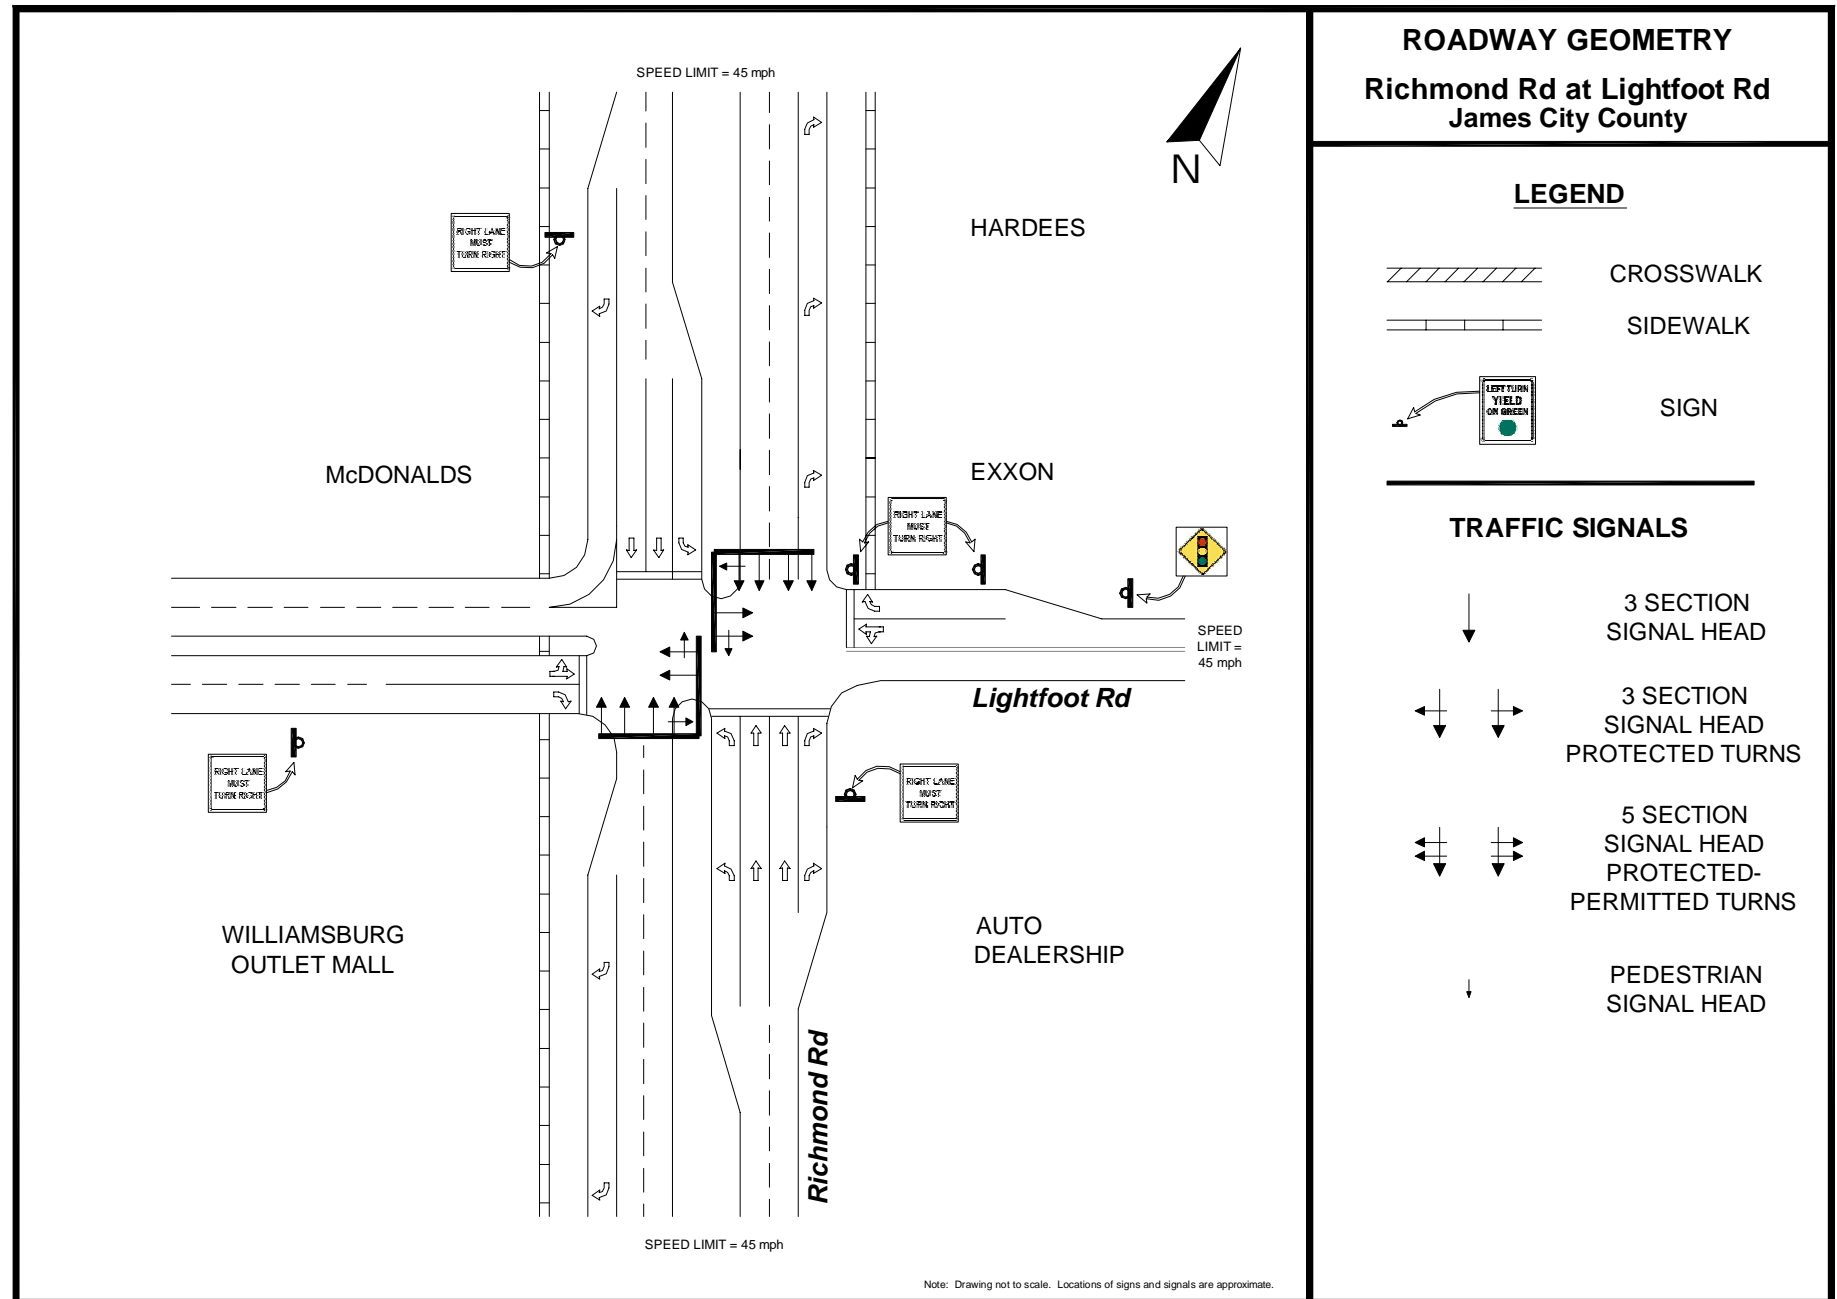 SPEED LIMIT = 45 mph
N
HARDEES
RIGHT LANE
MUST
TURN RIGHT
McDONALDS
EXXON
RIGHT LANE
MUST
TURN RIGHT
SPEED
LIMIT =
45 mph
Lightfoot Rd
RIGHT LANE
MUST
TURN RIGHT
RIGHT LANE
MUST
TURN RIGHT
WILLIAMSBURG
OUTLET MALL
AUTO
DEALERSHIP
Richmond Rd
SPEED LIMIT = 45 mph
Note: Drawing not to scale. Locations of signs and signals are approximate.
ROADWAY GEOMETRY
Richmond Rd at Lightfoot Rd
James City County
LEGEND
CROSSWALK
SIDEWALK
LEFT TURN
YIELD
ON GREEN
SIGN
TRAFFIC SIGNALS
3 SECTION
SIGNAL HEAD
3 SECTION
SIGNAL HEAD
PROTECTED TURNS
5 SECTION
SIGNAL HEAD
PROTECTED-
PERMITTED TURNS
PEDESTRIAN
SIGNAL HEAD